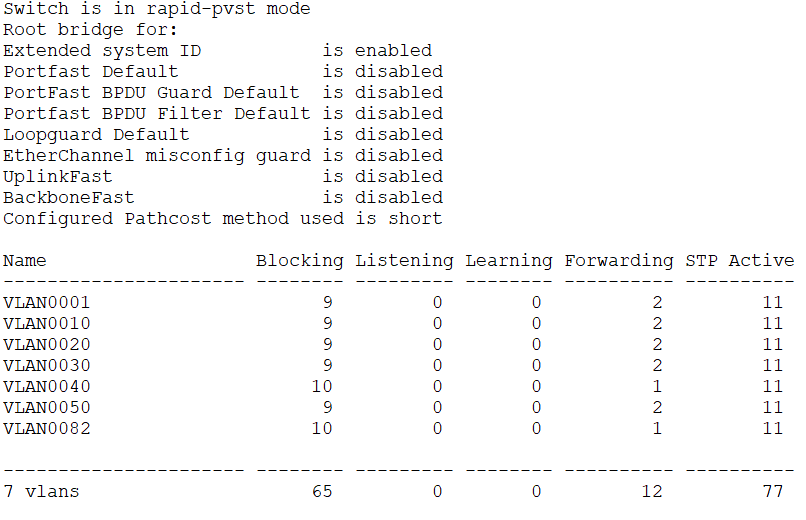 Switch is in rapid-pvst mode
Root bridge for:
Extended system ID           is enabled
Portfast Default             is disabled
PortFast BPDU Guard Default  is disabled
Portfast BPDU Filter Default is disabled
Loopguard Default            is disabled
EtherChannel misconfig guard is disabled
UplinkFast                   is disabled
BackboneFast                 is disabled
Configured Pathcost method used is short

Name                   Blocking Listening Learning Forwarding STP Active
---------------------- -------- --------- -------- ---------- ----------
VLAN0001                     9         0        0          2         11
VLAN0010                     9         0        0          2         11
VLAN0020                     9         0        0          2         11
VLAN0030                     9         0        0          2         11
VLAN0040                    10         0        0          1         11
VLAN0050                     9         0        0          2         11
VLAN0082                    10         0        0          1         11

---------------------- -------- --------- -------- ---------- ----------
7 vlans                     65         0        0         12         77